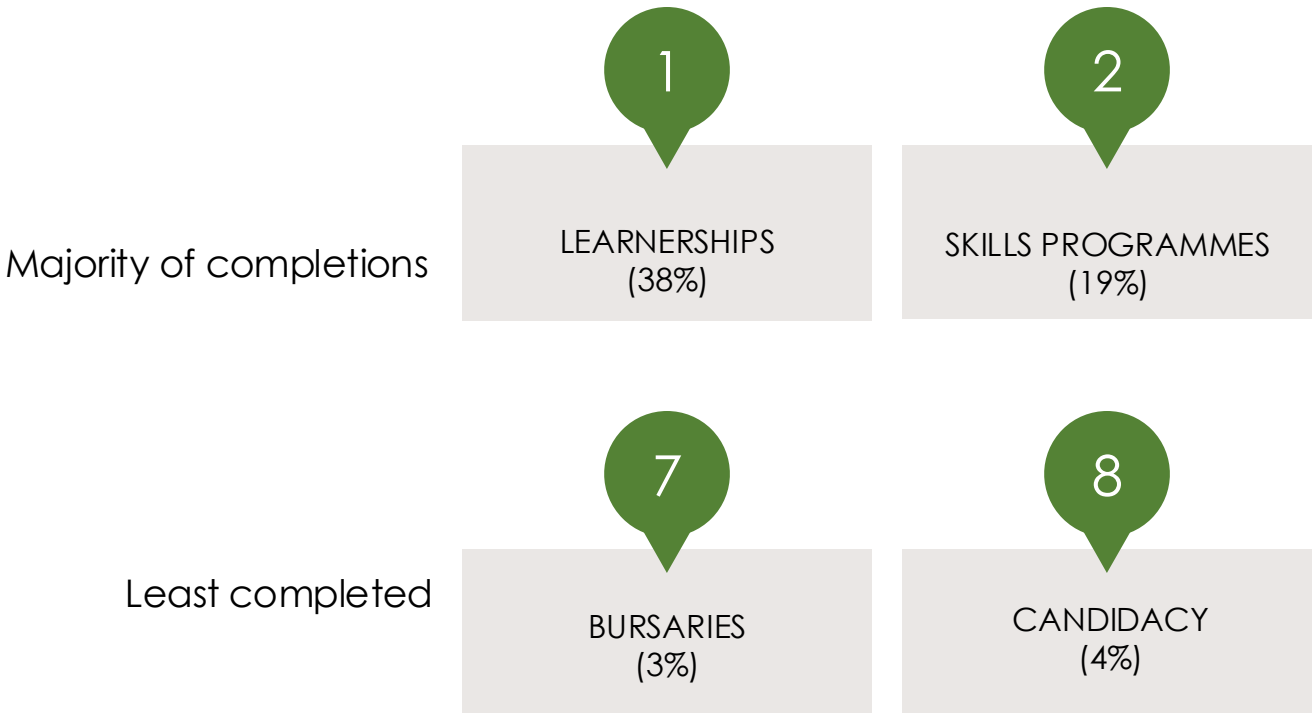 1
2
Majority of completions
LEARNERSHIPS
(38%)
SKILLS PROGRAMMES
(19%)
7
8
Least completed
BURSARIES
(3%)
CANDIDACY
(4%)